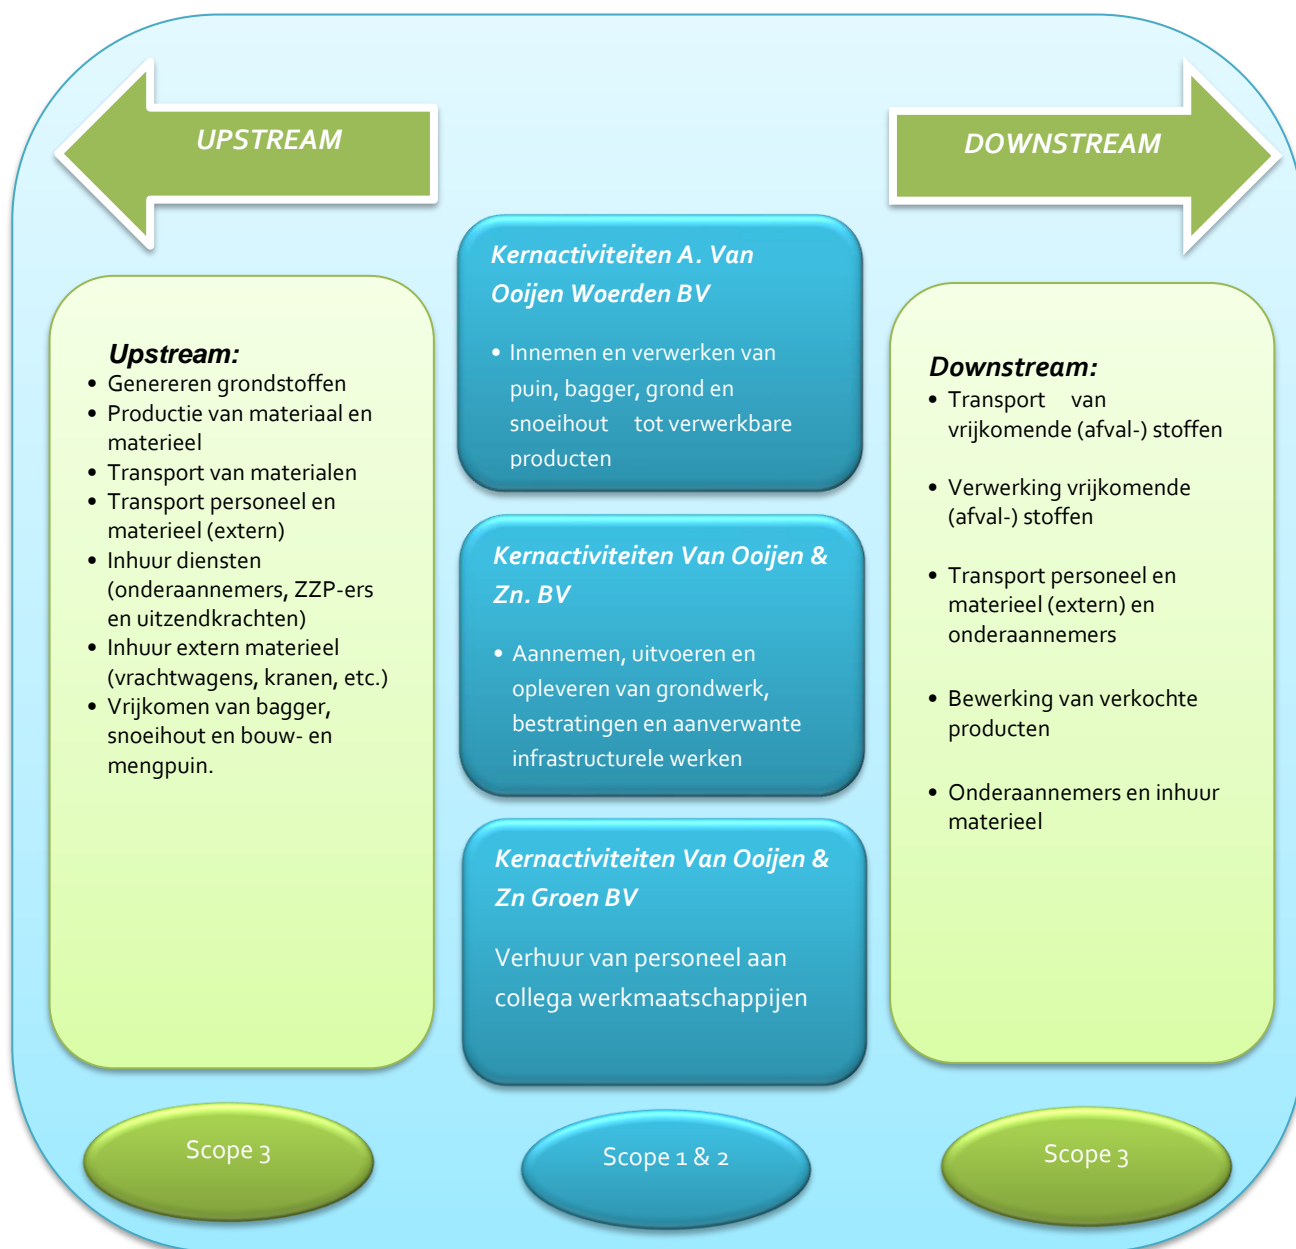 UPSTREAM
DOWNSTREAM
Upstream:
• Genereren grondstoffen
• Productie van materiaal en
materieel
• Transport van materialen
• Transport personeel en
materieel (extern)
• Inhuur diensten
(onderaannemers, ZZP-ers
en uitzendkrachten)
• Inhuur extern materieel
(vrachtwagens, kranen, etc.)
• Vrijkomen van bagger,
snoeihout en bouw- en
mengpuin.
Kernactiviteiten A. Van
Ooijen Woerden BV
• Innemen en verwerken van
puin, bagger, grond en
snoeihout tot verwerkbare
producten
Kernactiviteiten Van Ooijen &
Zn. BV
• Aannemen, uitvoeren en
opleveren van grondwerk,
bestratingen en aanverwante
infrastructurele werken
Kernactiviteiten Van Ooijen &
Zn Groen BV
Verhuur van personeel aan
collega werkmaatschappijen
Downstream:
• Transport van
vrijkomende (afval-) stoffen
• Verwerking vrijkomende
(afval-) stoffen
• Transport personeel en
materieel (extern) en
onderaannemers
• Bewerking van verkochte
producten
• Onderaannemers en inhuur
materieel
Scope 3
Scope 1 & 2
Scope 3